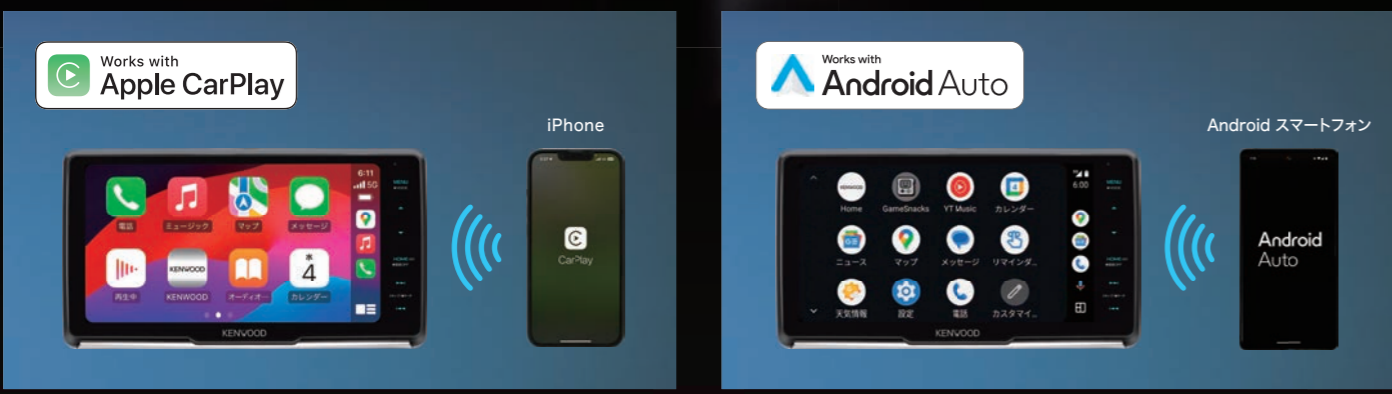 Works with
Apple CarPlay
iPhone
6:11
5G
電話
ミュージック
マップ
メッセージ
水
4
KENWOOD
再生中
KENWOOD
オーディオ…
カレンダー
KENWOOD
MENU
HOME
CarPlay
Works with
Android Auto
Android スマートフォン
6:00
KENWOOD
Home
GameSnacks
YT Music
カレンダー
4
GE
ニュース
マップ
メッセージ
リマインダ…
天気情報
設定
電話
カスタマイ…
KENWOOD
MENU
HOME
Android
Auto